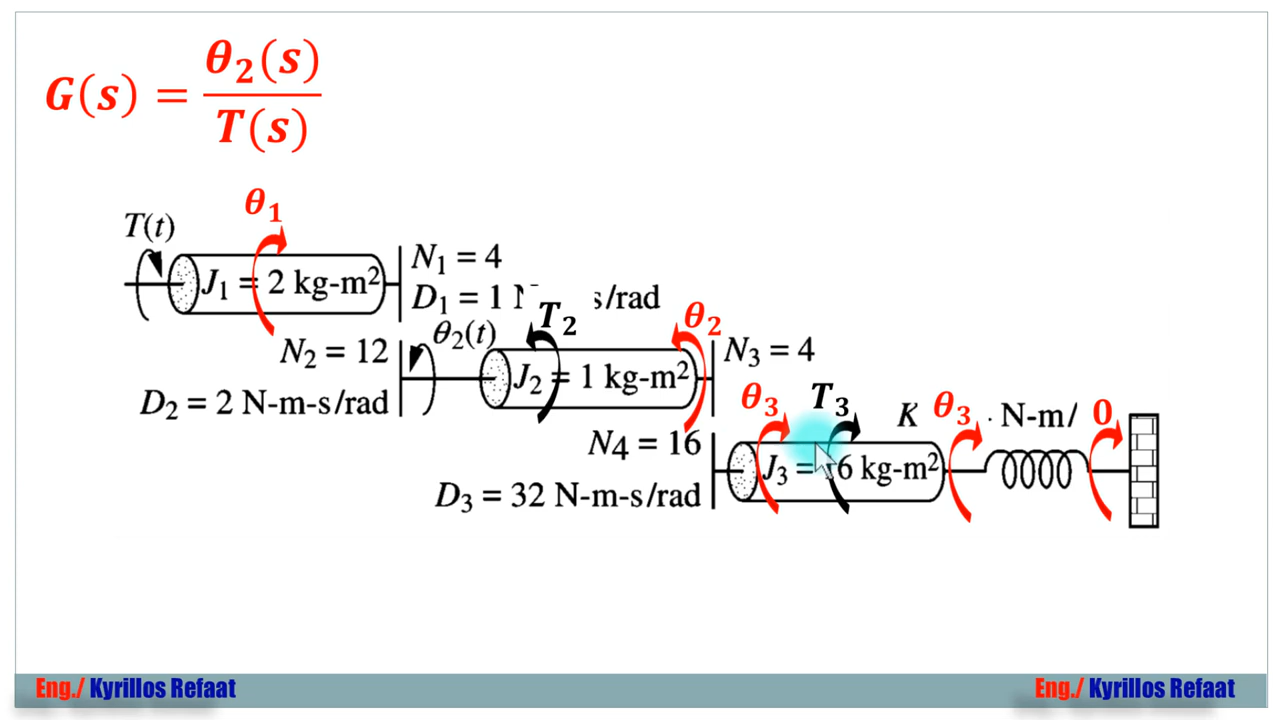 G(s) = θ₂(s) / T(s)
θ₁
T(t)
J₁ = 2 kg-m²
N₁ = 4
D₁ = 1 s/rad
N₂ = 12
θ₂(t)
T₂
θ₂
J₂ = 1 kg-m²
N₃ = 4
D₂ = 2 N-m-s/rad
θ₃
T₃
K θ₃ N-m/ 0
N₄ = 16
J₃ = 6 kg-m²
D₃ = 32 N-m-s/rad
Eng./ Kyrillos Refaat
Eng./ Kyrillos Refaat